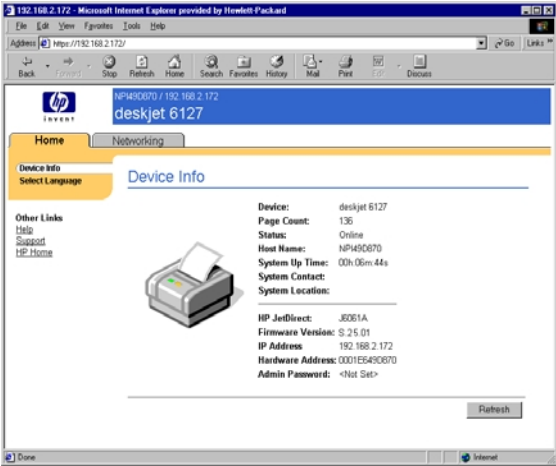 192.168.2.172 - Microsoft Internet Explorer provided by Hewlett-Packard
File Edit View Favorites Tools Help
Address https://192.168.2.172/ Go Links »
Back Forward Stop Refresh Home Search Favorites History Mail Print Edit Discuss
hp
invent
NPI49D870 / 192.168.2.172
deskjet 6127
Home Networking
Device Info
Select Language
Other Links
Help
Support
HP Home
Device Info
Device: deskjet 6127
Page Count: 136
Status: Online
Host Name: NPI49D870
System Up Time: 00h:06m:44s
System Contact:
System Location:
HP JetDirect: J6061A
Firmware Version: S.25.01
IP Address 192.168.2.172
Hardware Address: 0001E649D870
Admin Password: <Not Set>
Refresh
Done Internet